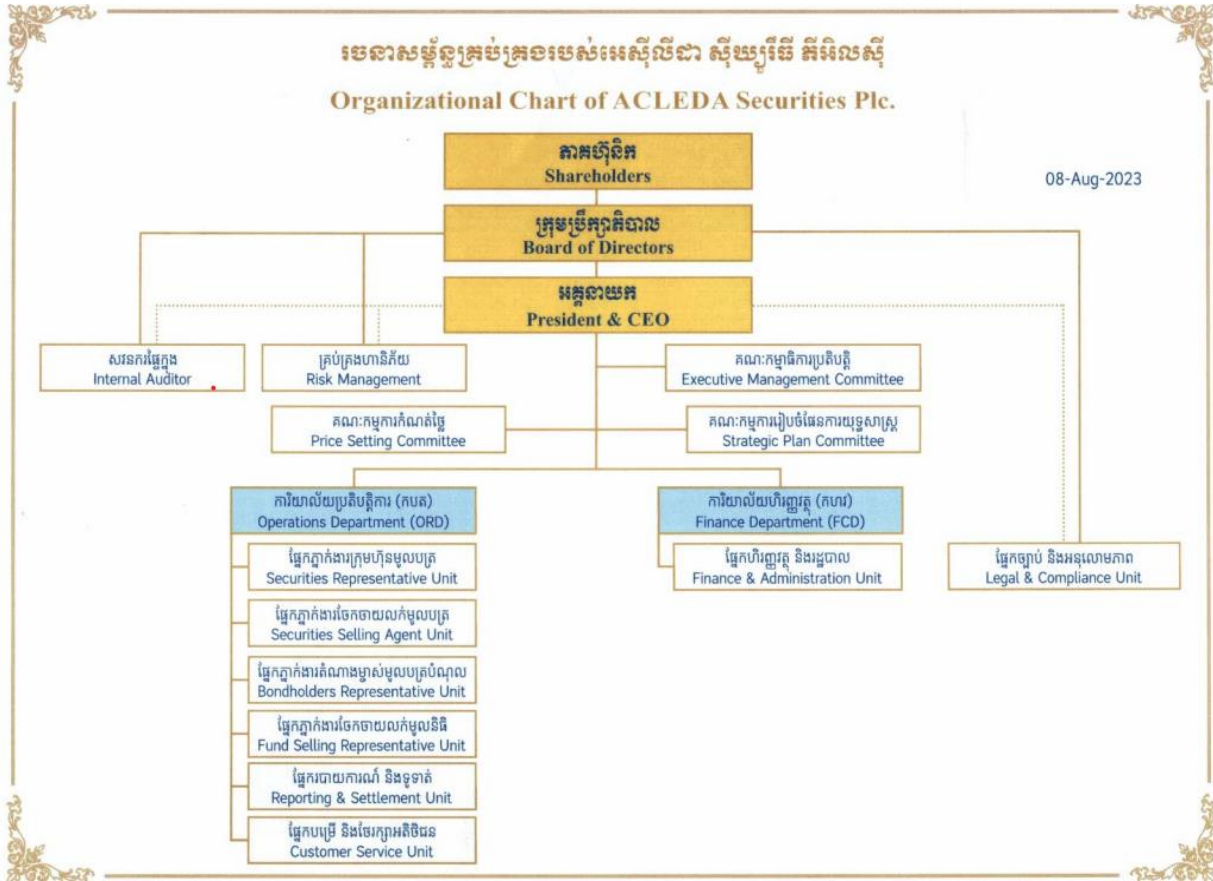 រចនាសម្ព័ន្ធគ្រប់គ្រងរបស់អេស៊ីលីដា ស៊ីឃ្យួរឹធី ភីអិលស៊ី
Organizational Chart of ACLEDA Securities Plc.
08-Aug-2023
ភាគហ៊ុនិក
Shareholders
ក្រុមប្រឹក្សាភិបាល
Board of Directors
អគ្គនាយក
President & CEO
សវនករផ្ទៃក្នុង
Internal Auditor
គ្រប់គ្រងហានិភ័យ
Risk Management
គណៈកម្មាធិការប្រតិបត្តិ
Executive Management Committee
គណៈកម្មការកំណត់ថ្លៃ
Price Setting Committee
គណៈកម្មការរៀបចំផែនការយុទ្ធសាស្ត្រ
Strategic Plan Committee
ការិយាល័យប្រតិបត្តិការ (កបត)
Operations Department (ORD)
ការិយាល័យហិរញ្ញវត្ថុ (កហវ)
Finance Department (FCD)
ផ្នែកភ្នាក់ងារក្រុមហ៊ុនមូលបត្រ
Securities Representative Unit
ផ្នែកហិរញ្ញវត្ថុ និងរដ្ឋបាល
Finance & Administration Unit
ផ្នែកច្បាប់ និងអនុលោមភាព
Legal & Compliance Unit
ផ្នែកភ្នាក់ងារចែកចាយលក់មូលបត្រ
Securities Selling Agent Unit
ផ្នែកភ្នាក់ងារតំណាងម្ចាស់មូលបត្របំណុល
Bondholders Representative Unit
ផ្នែកភ្នាក់ងារចែកចាយលក់មូលនិធិ
Fund Selling Representative Unit
ផ្នែករបាយការណ៍ និងទូទាត់
Reporting & Settlement Unit
ផ្នែកបម្រើ និងថែរក្សាអតិថិជន
Customer Service Unit